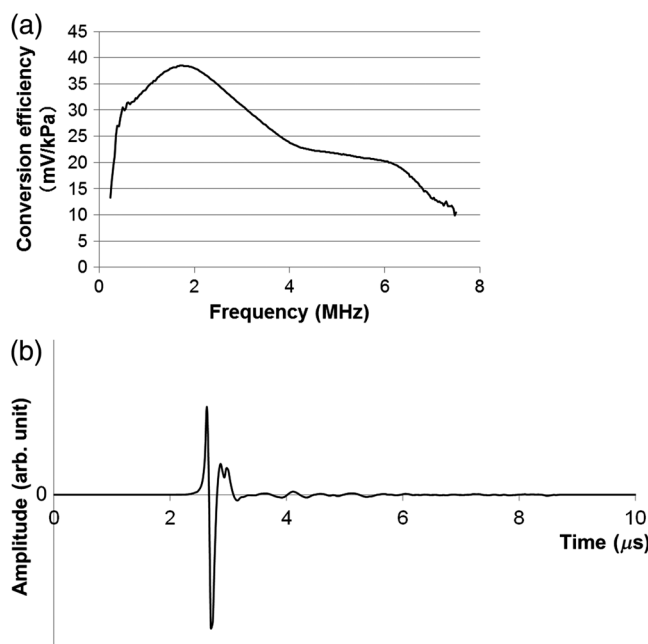 (a)
Conversion efficiency
(mV/kPa)
45
40
35
30
25
20
15
10
5
0
0 2 4 6 8
Frequency (MHz)
(b)
Amplitude (arb. unit)
0
0 2 4 6 8 10
Time (μs)